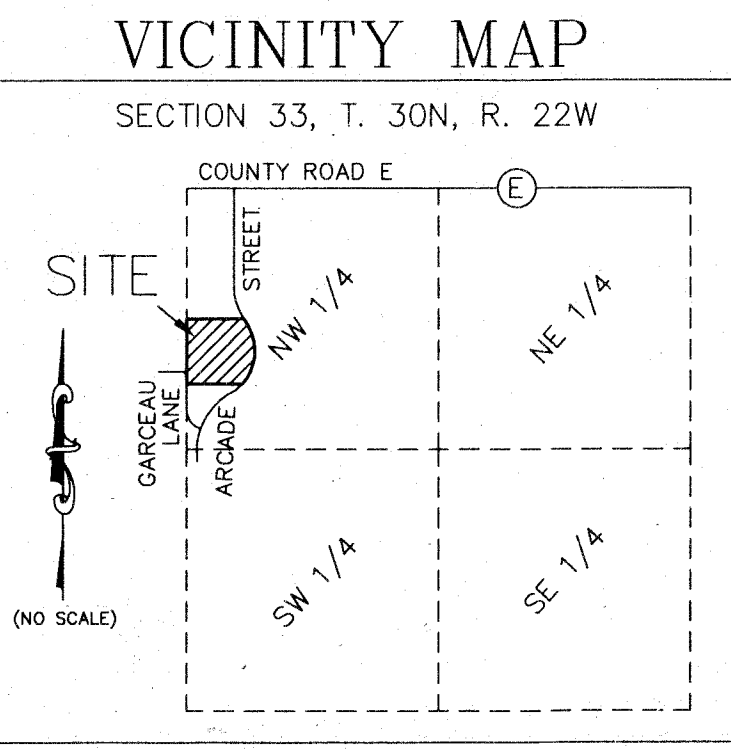 VICINITY MAP
SECTION 33, T. 30N, R. 22W
COUNTY ROAD E
E
STREET
SITE
NW 1/4
NE 1/4
GARCEAU
LANE
ARCADE
SW 1/4
SE 1/4
(NO SCALE)